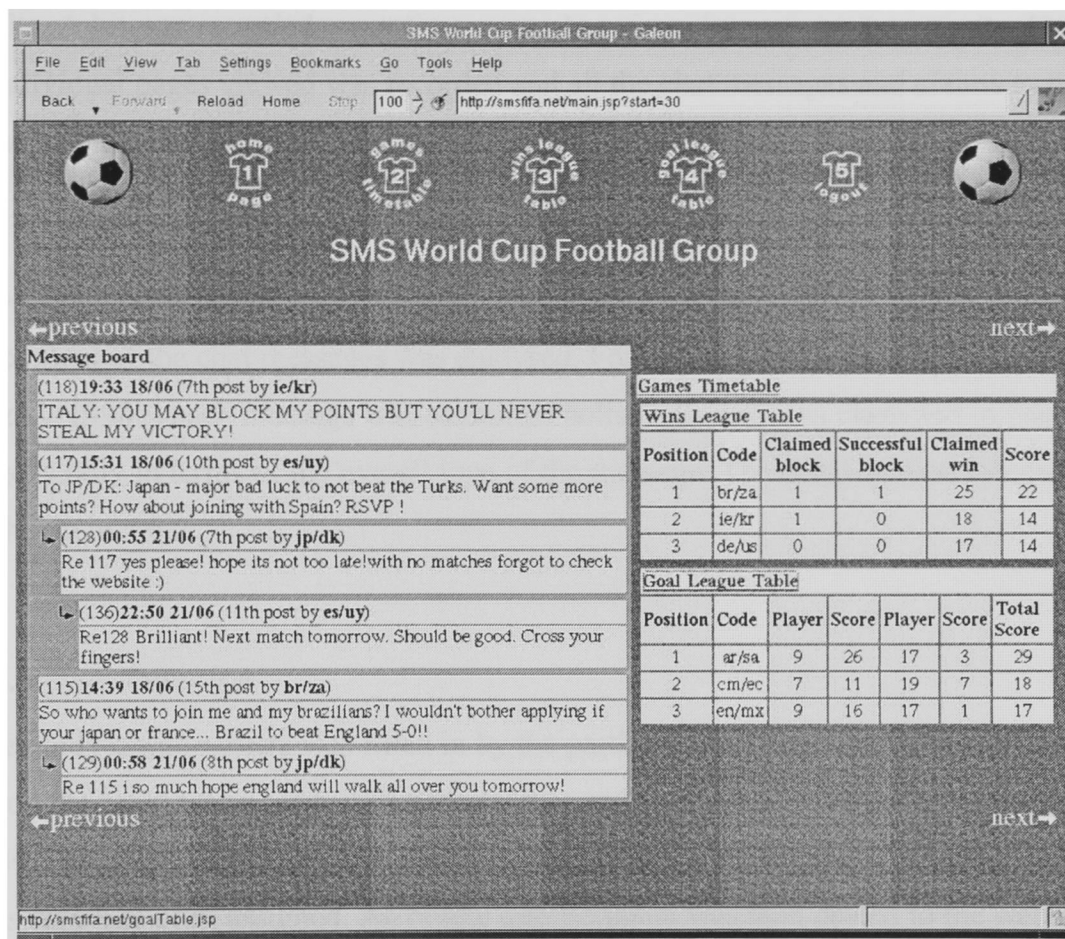 SMS World Cup Football Group - Galeon
File Edit View Tab Settings Bookmarks Go Tools Help
Back Forward Reload Home Stop 100 http://smsfifa.net/main.jsp?start=30
home 1 page
games 2 timetable
wins league 3 table
goal league 4 table
5 logout
SMS World Cup Football Group
previous next
Message board
(118)19:33 18/06 (7th post by ie/kr)
ITALY: YOU MAY BLOCK MY POINTS BUT YOU'LL NEVER
STEAL MY VICTORY!
(117)15:31 18/06 (10th post by es/uy)
To JP/DK: Japan - major bad luck to not beat the Turks. Want some more
points? How about joining with Spain? RSVP !
(128)00:55 21/06 (7th post by jp/dk)
Re 117 yes please! hope its not too late!with no matches forgot to check
the website :)
(136)22:50 21/06 (11th post by es/uy)
Re128 Brilliant! Next match tomorrow. Should be good. Cross your
fingers!
(115)14:39 18/06 (15th post by br/za)
So who wants to join me and my brazilians? I wouldn't bother applying if
your japan or france... Brazil to beat England 5-0!!
(129)00:58 21/06 (8th post by jp/dk)
Re 115 i so much hope england will walk all over you tomorrow!
Games Timetable
Wins League Table
Position Code Claimed block Successful block Claimed win Score
1 br/za 1 1 25 22
2 ie/kr 1 0 18 14
3 de/us 0 0 17 14
Goal League Table
Position Code Player Score Player Score Total Score
1 ar/sa 9 26 17 3 29
2 cm/ec 7 11 19 7 18
3 en/mx 9 16 17 1 17
previous next
http://smsfifa.net/goalTable.jsp